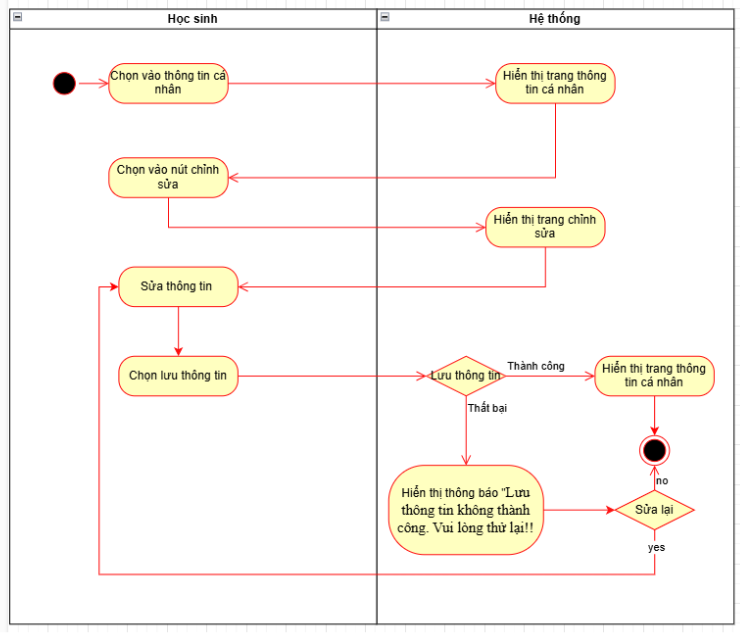 Học sinh
Hệ thống
Chọn vào thông tin cá
nhân
Hiển thị trang thông
tin cá nhân
Chọn vào nút chỉnh
sửa
Hiển thị trang chỉnh
sửa
Sửa thông tin
Chọn lưu thông tin
Lưu thông tin
Thành công
Hiển thị trang thông
tin cá nhân
Thất bại
Hiển thị thông báo "Lưu
thông tin không thành
công. Vui lòng thử lại!!
no
Sửa lại
yes